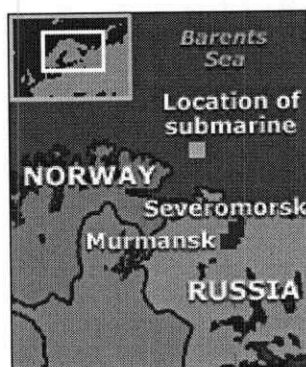 Barents
Sea
Location of
submarine
NORWAY
Severomorsk
Murmansk
RUSSIA